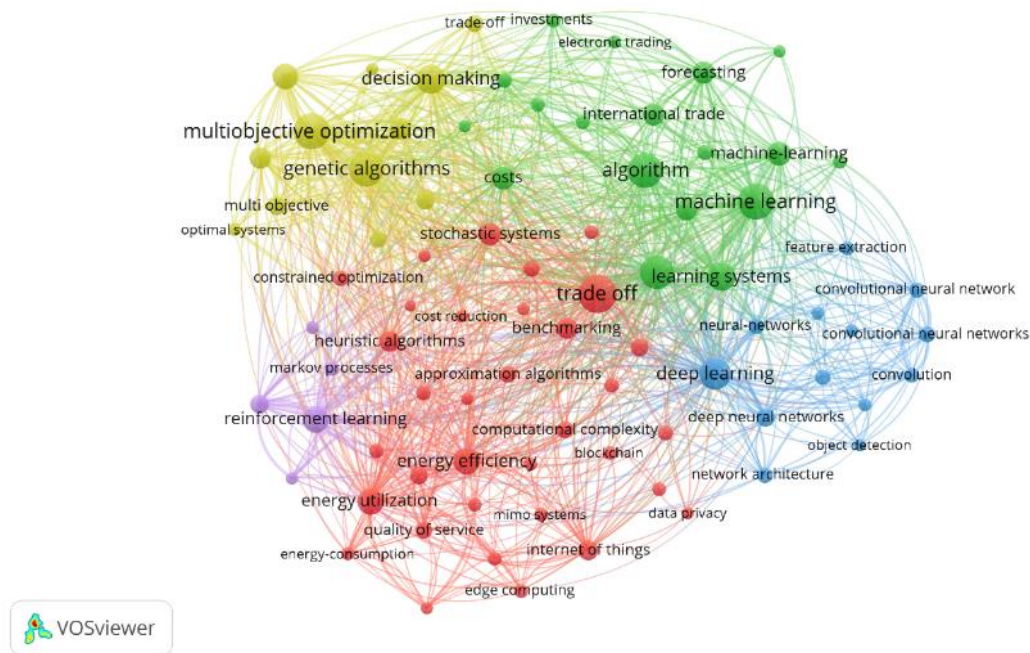 trade-off
investments
electronic trading
decision making
forecasting
international trade
multiobjective optimization
genetic algorithms
costs
algorithm
machine-learning
multi objective
machine learning
optimal systems
stochastic systems
feature extraction
constrained optimization
learning systems
trade off
convolutional neural network
cost reduction
benchmarking
neural-networks
convolutional neural networks
heuristic algorithms
markov processes
approximation algorithms
deep learning
convolution
reinforcement learning
computational complexity
deep neural networks
object detection
energy efficiency
blockchain
network architecture
energy utilization
mimo systems
data privacy
quality of service
energy-consumption
internet of things
edge computing
VOSviewer